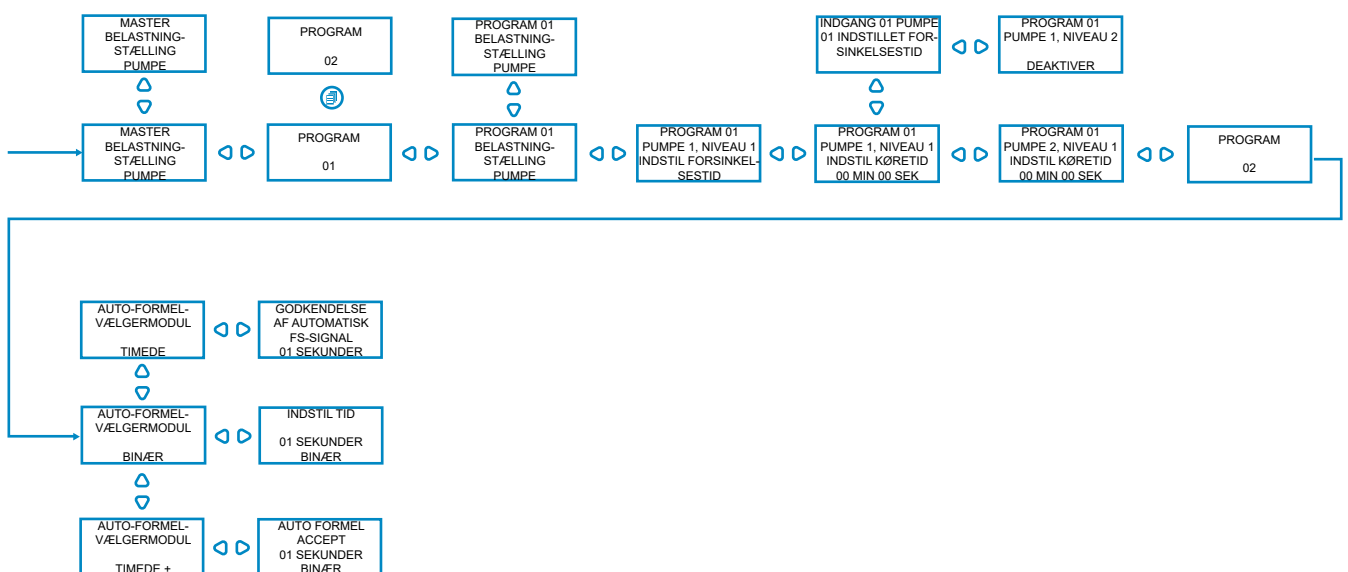 MASTER
BELASTNING-
STÆLLING
PUMPE
PROGRAM
02
PROGRAM 01
BELASTNING-
STÆLLING
PUMPE
INDGANG 01 PUMPE
01 INDSTILLET FOR-
SINKELSESTID
PROGRAM 01
PUMPE 1, NIVEAU 2
DEAKTIVER
MASTER
BELASTNING-
STÆLLING
PUMPE
PROGRAM
01
PROGRAM 01
BELASTNING-
STÆLLING
PUMPE
PROGRAM 01
PUMPE 1, NIVEAU 1
INDSTIL FORSINKEL-
SESTID
PROGRAM 01
PUMPE 1, NIVEAU 1
INDSTIL KØRETID
00 MIN 00 SEK
PROGRAM 01
PUMPE 2, NIVEAU 1
INDSTIL KØRETID
00 MIN 00 SEK
PROGRAM
02
AUTO-FORMEL-
VÆLGERMODUL
TIMEDE
GODKENDELSE
AF AUTOMATISK
FS-SIGNAL
01 SEKUNDER
AUTO-FORMEL-
VÆLGERMODUL
BINÆR
INDSTIL TID
01 SEKUNDER
BINÆR
AUTO-FORMEL-
VÆLGERMODUL
TIMEDE +
AUTO FORMEL
ACCEPT
01 SEKUNDER
BINÆR